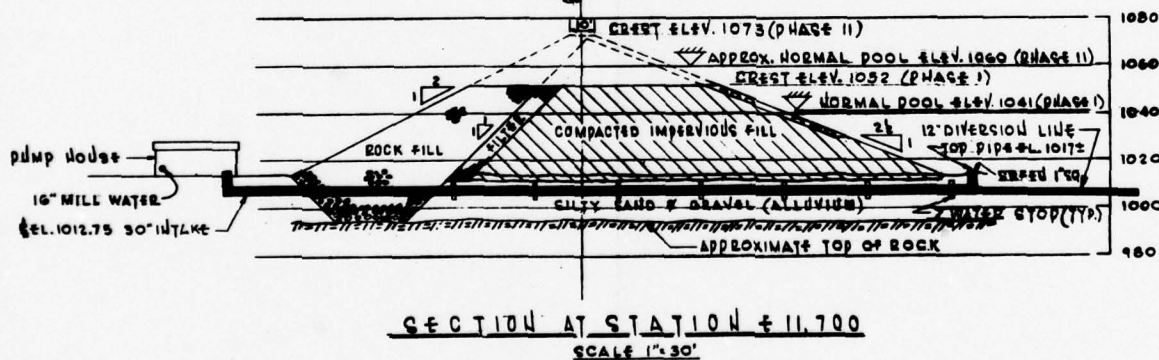 1080
10'
CREST ELEV. 1073 (PHASE II)
APPROX. NORMAL POOL ELEV. 1060 (PHASE II)
1060
CREST ELEV. 1052 (PHASE I)
2
1
NORMAL POOL ELEV. 1041 (PHASE I)
1040
1
1
FILTER
COMPACTED IMPERVIOUS FILL
2½
1
12" DIVERSION LINE
TOP PIPE EL. 1017±
PUMP HOUSE
ROCK FILL
1020
16" MILL WATER
SILTY SAND & GRAVEL (ALLUVIUM)
WATER STOP (TYP.)
1000
EL. 1012.75 30" INTAKE
APPROXIMATE TOP OF ROCK
980
SECTION AT STATION ± 11,700
SCALE 1"=30'